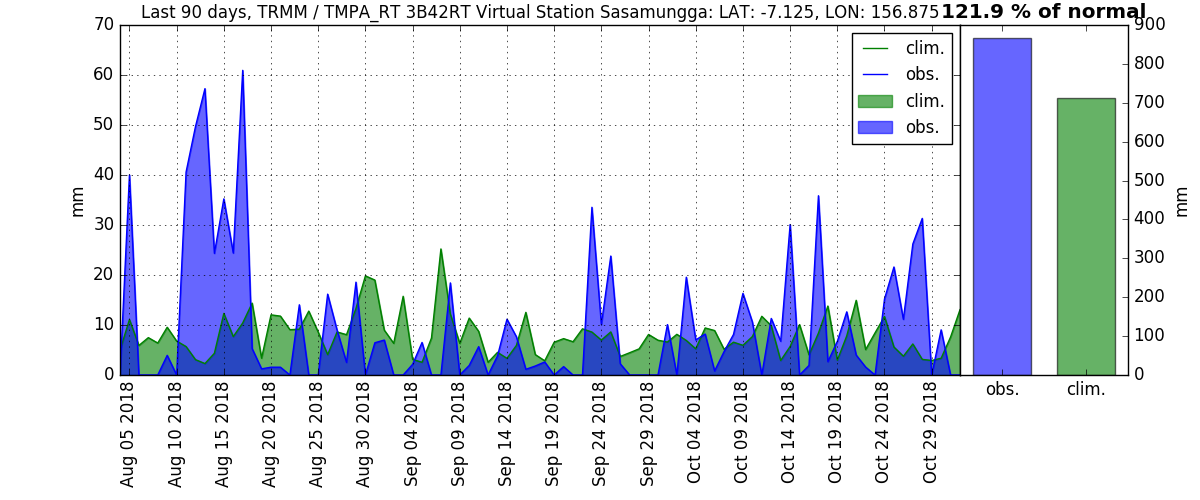 Last 90 days, TRMM / TMPA_RT 3B42RT Virtual Station Sasamungga: LAT: -7.125, LON: 156.875
121.9 % of normal
70
60
50
40
30
20
10
0
mm
clim.
obs.
clim.
obs.
900
800
700
600
500
400
300
200
100
0
mm
obs.
clim.
Aug 05 2018
Aug 10 2018
Aug 15 2018
Aug 20 2018
Aug 25 2018
Aug 30 2018
Sep 04 2018
Sep 09 2018
Sep 14 2018
Sep 19 2018
Sep 24 2018
Sep 29 2018
Oct 04 2018
Oct 09 2018
Oct 14 2018
Oct 19 2018
Oct 24 2018
Oct 29 2018